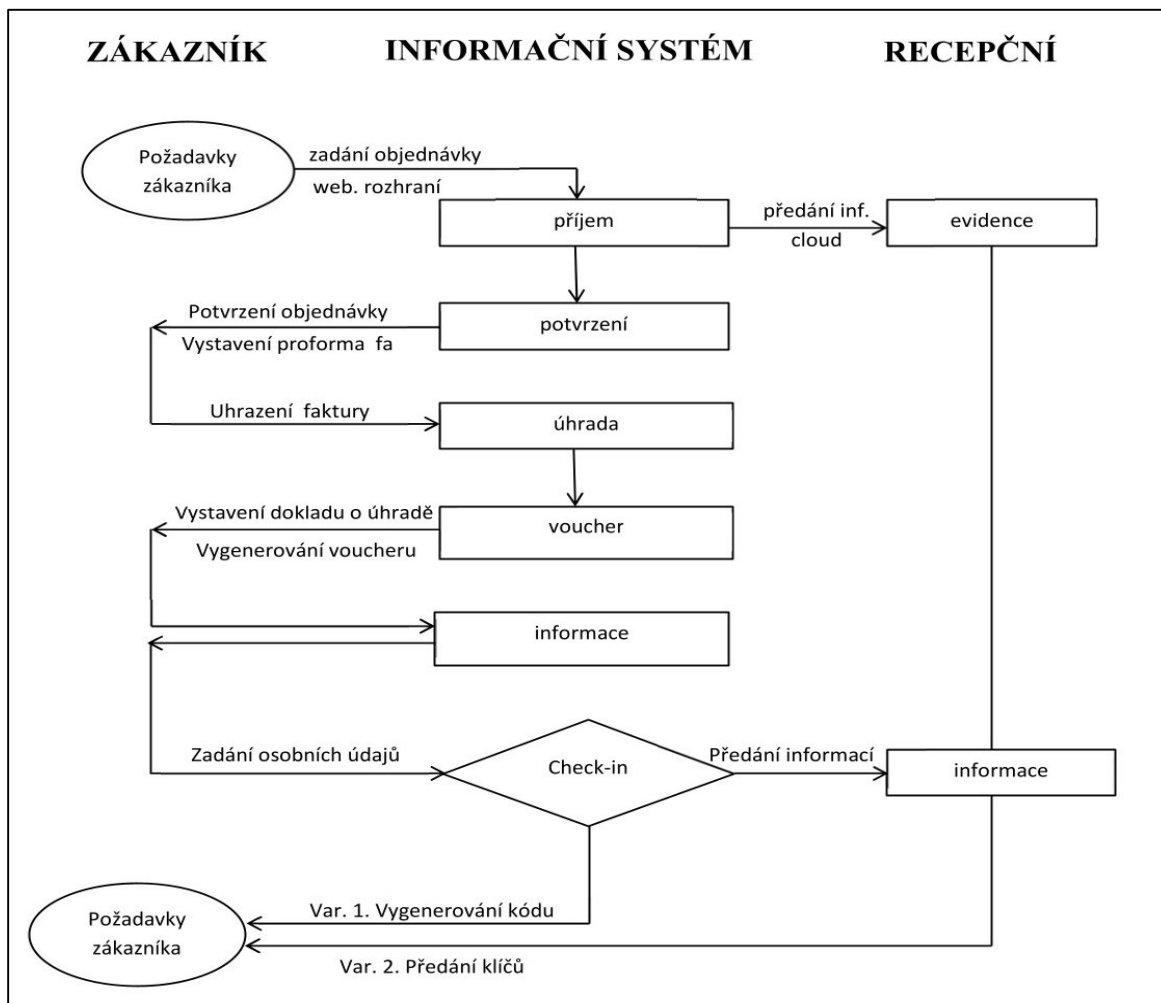 ZÁKAZNÍK
INFORMAČNÍ SYSTÉM
RECEPČNÍ
Požadavky
zákazníka
zadání objednávky
web. rozhraní
příjem
předání inf.
cloud
evidence
Potvrzení objednávky
Vystavení proforma fa
potvrzení
Uhrazení faktury
úhrada
Vystavení dokladu o úhradě
Vygenerování voucheru
voucher
informace
Zadání osobních údajů
Check-in
Předání informací
informace
Požadavky
zákazníka
Var. 1. Vygenerování kódu
Var. 2. Předání klíčů